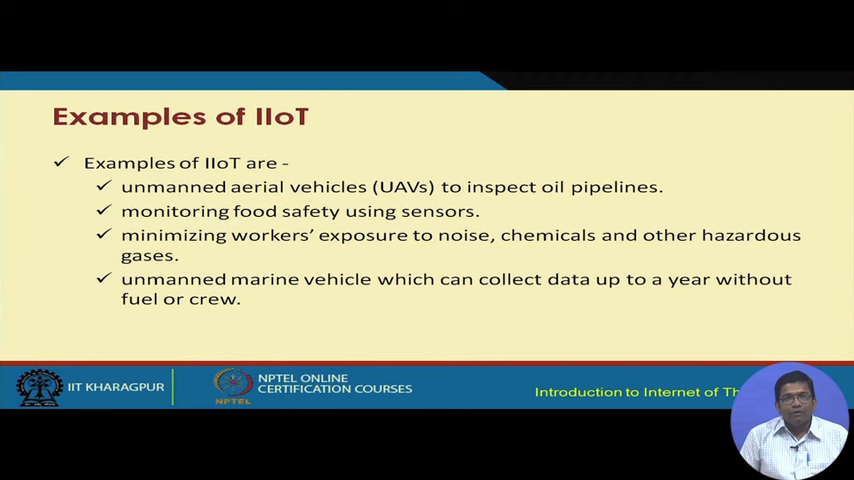 Examples of IIoT
Examples of IIoT are -
unmanned aerial vehicles (UAVs) to inspect oil pipelines.
monitoring food safety using sensors.
minimizing workers’ exposure to noise, chemicals and other hazardous
gases.
unmanned marine vehicle which can collect data up to a year without
fuel or crew.
IIT KHARAGPUR
NPTEL
NPTEL ONLINE
CERTIFICATION COURSES
Introduction to Internet of